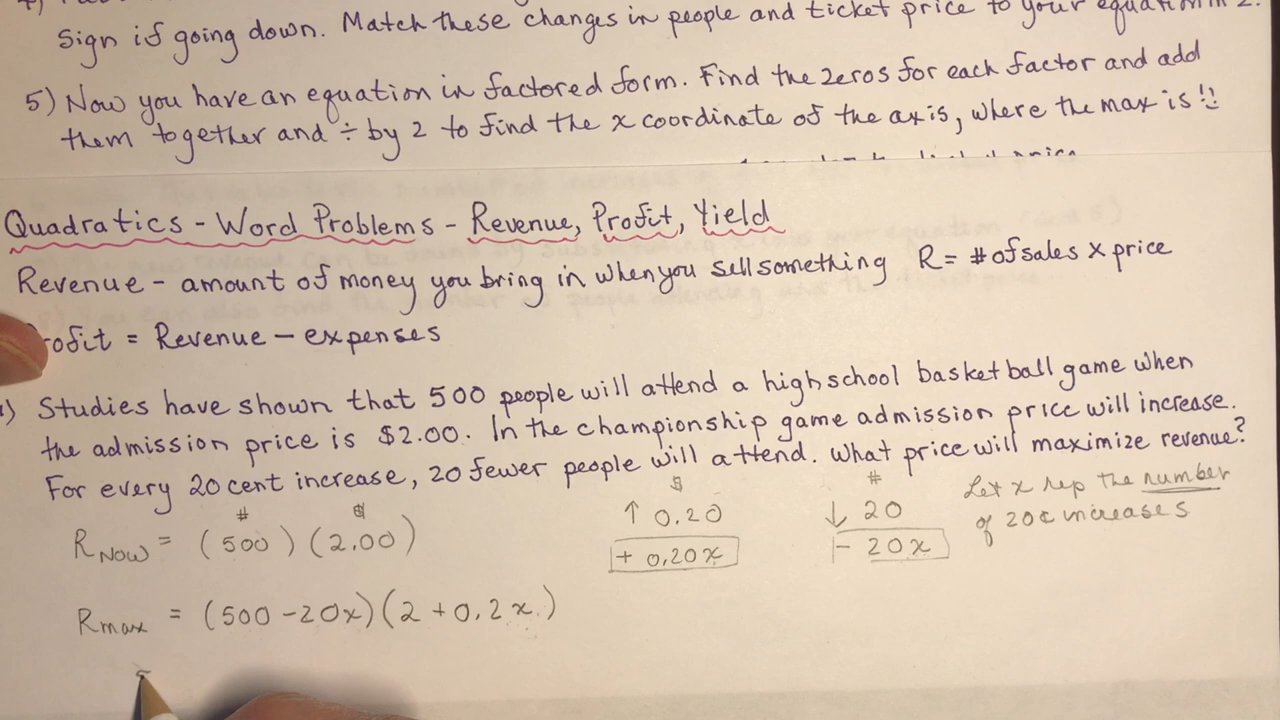 Sign if going down. Match these changes in people and ticket price to your equation in 2.
5) Now you have an equation in factored form. Find the zeros for each factor and add
them together and ÷ by 2 to find the x coordinate of the axis, where the max is!!
Quadratics - Word Problems - Revenue, Profit, Yield
Revenue - amount of money you bring in when you sell something R = # of sales x price
rofit = Revenue - expenses
) Studies have shown that 500 people will attend a high school basketball game when
the admission price is $2.00. In the championship game admission price will increase.
For every 20 cent increase, 20 fewer people will attend. What price will maximize revenue?
# $ $ #
R NOW = (500)(2.00) ↑ 0.20 ↓ 20 Let x rep the number
+ 0.20x - 20x of 20¢ increases
R max = (500 - 20x)(2 + 0.2x)